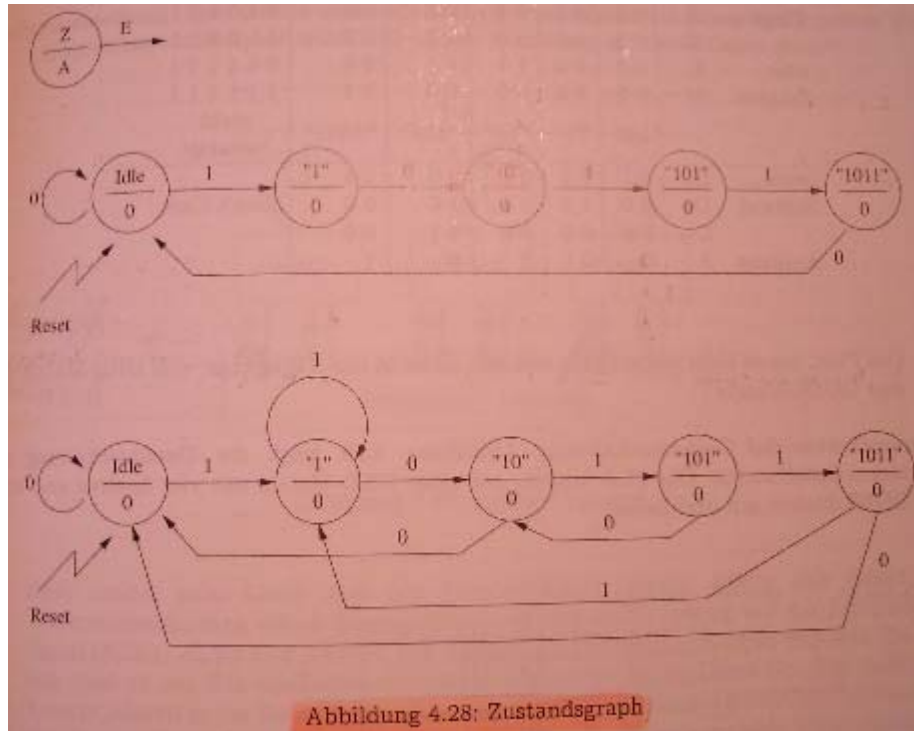 Z E
A
0 Idle 1 "1" 0 "10" 1 "101" 1 "1011"
0 0 0 0 0
0
Reset
1
0 Idle 1 "1" 0 "10" 1 "101" 1 "1011"
0 0 0 0 0
0 0 0
1
Reset
Abbildung 4.28: Zustandsgraph